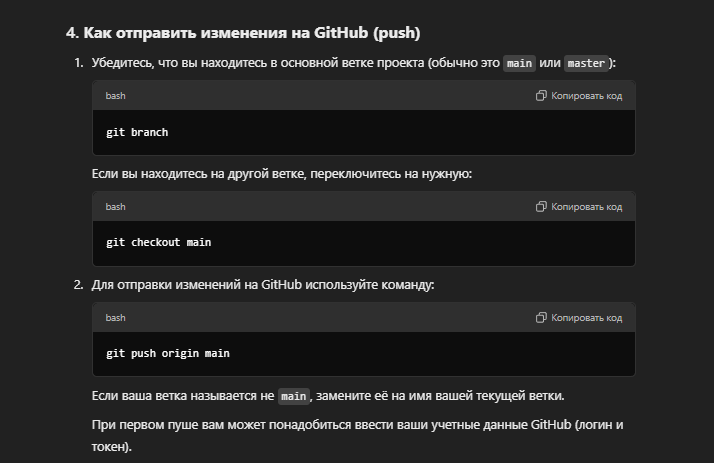 4. Как отправить изменения на GitHub (push)
1. Убедитесь, что вы находитесь в основной ветке проекта (обычно это main или master):
bash Копировать код
git branch
Если вы находитесь на другой ветке, переключитесь на нужную:
bash Копировать код
git checkout main
2. Для отправки изменений на GitHub используйте команду:
bash Копировать код
git push origin main
Если ваша ветка называется не main, замените её на имя вашей текущей ветки.
При первом пуше вам может понадобиться ввести ваши учетные данные GitHub (логин и
токен).